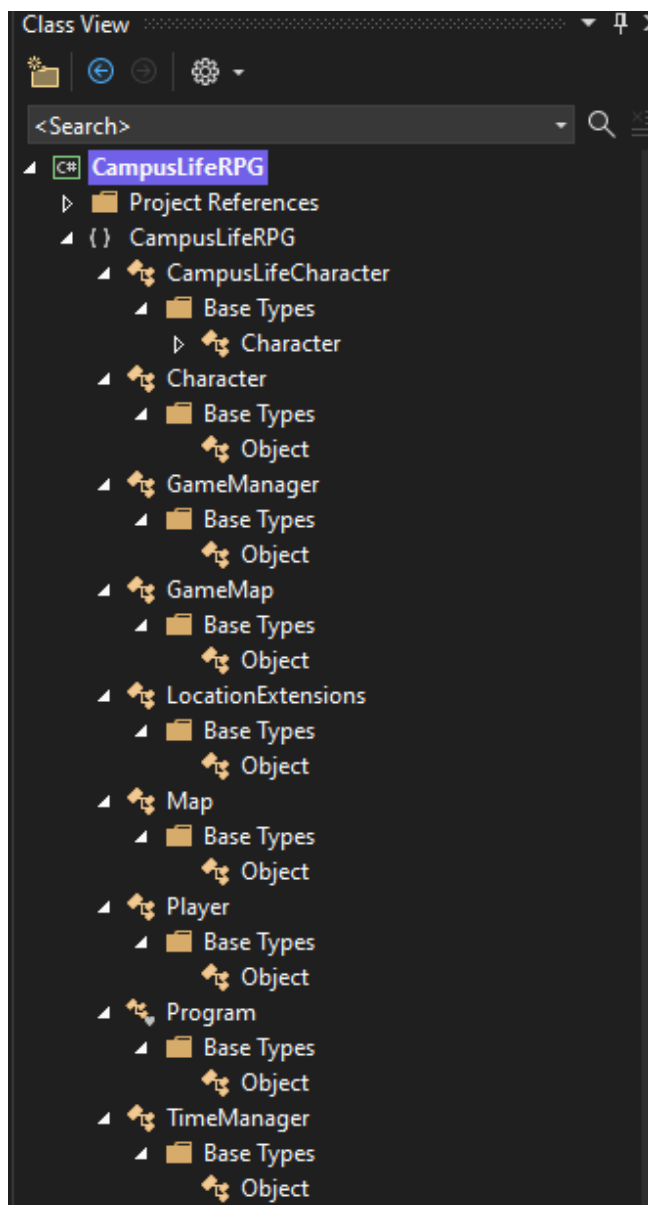 Class View
<Search>
C# CampusLifeRPG
Project References
{ } CampusLifeRPG
CampusLifeCharacter
Base Types
Character
Character
Base Types
Object
GameManager
Base Types
Object
GameMap
Base Types
Object
LocationExtensions
Base Types
Object
Map
Base Types
Object
Player
Base Types
Object
Program
Base Types
Object
TimeManager
Base Types
Object